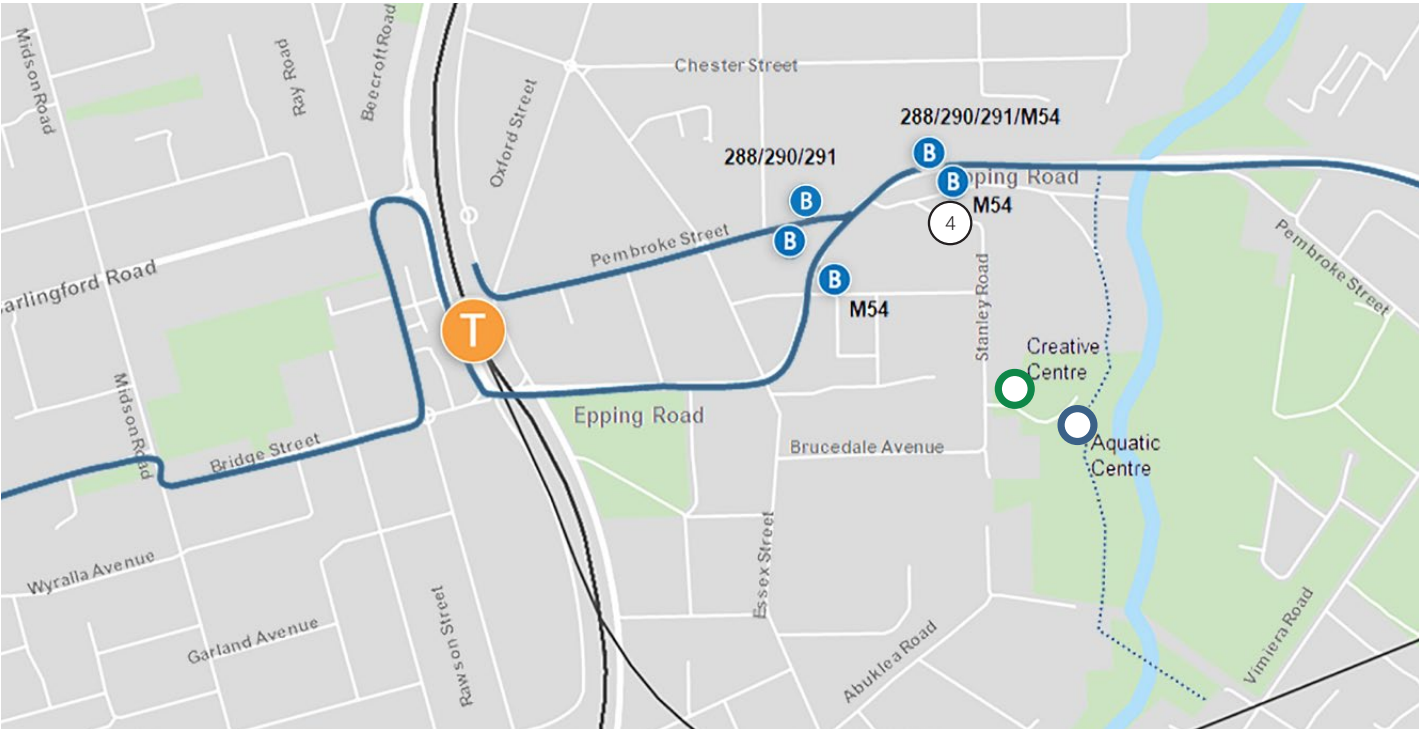 Midson Road
Ray Road
Beecroft Road
Oxford Street
Chester Street
288/290/291/M54
288/290/291
B
B
B
pping Road
M54
4
B
Pembroke Street
Pembroke Street
arlingford Road
B
M54
Stanley Road
T
Creative
Centre
Midson Road
Epping Road
Bridge Street
Brucedale Avenue
Aquatic
Centre
Wyralla Avenue
Essex Street
Garland Avenue
Rawson Street
Abuklea Road
Vimiera Road